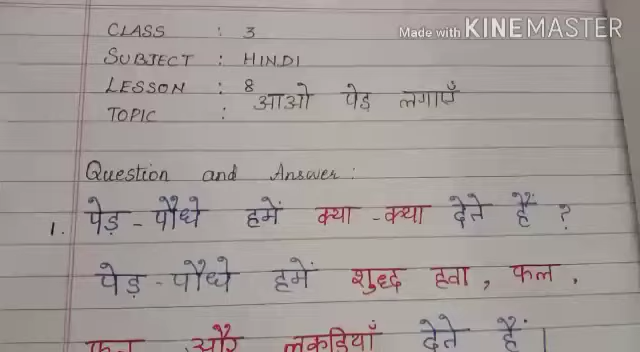 Made with KINEMASTER
CLASS : 3
SUBJECT : HINDI
LESSON : 8
TOPIC : आओ पेड़ लगाएँ
Question and Answer :
1. पेड़ - पौधे हमें क्या - क्या देते हैं ?
पेड़ - पौधे हमें शुद्ध हवा , फल ,
और लकड़ियाँ देते हैं |